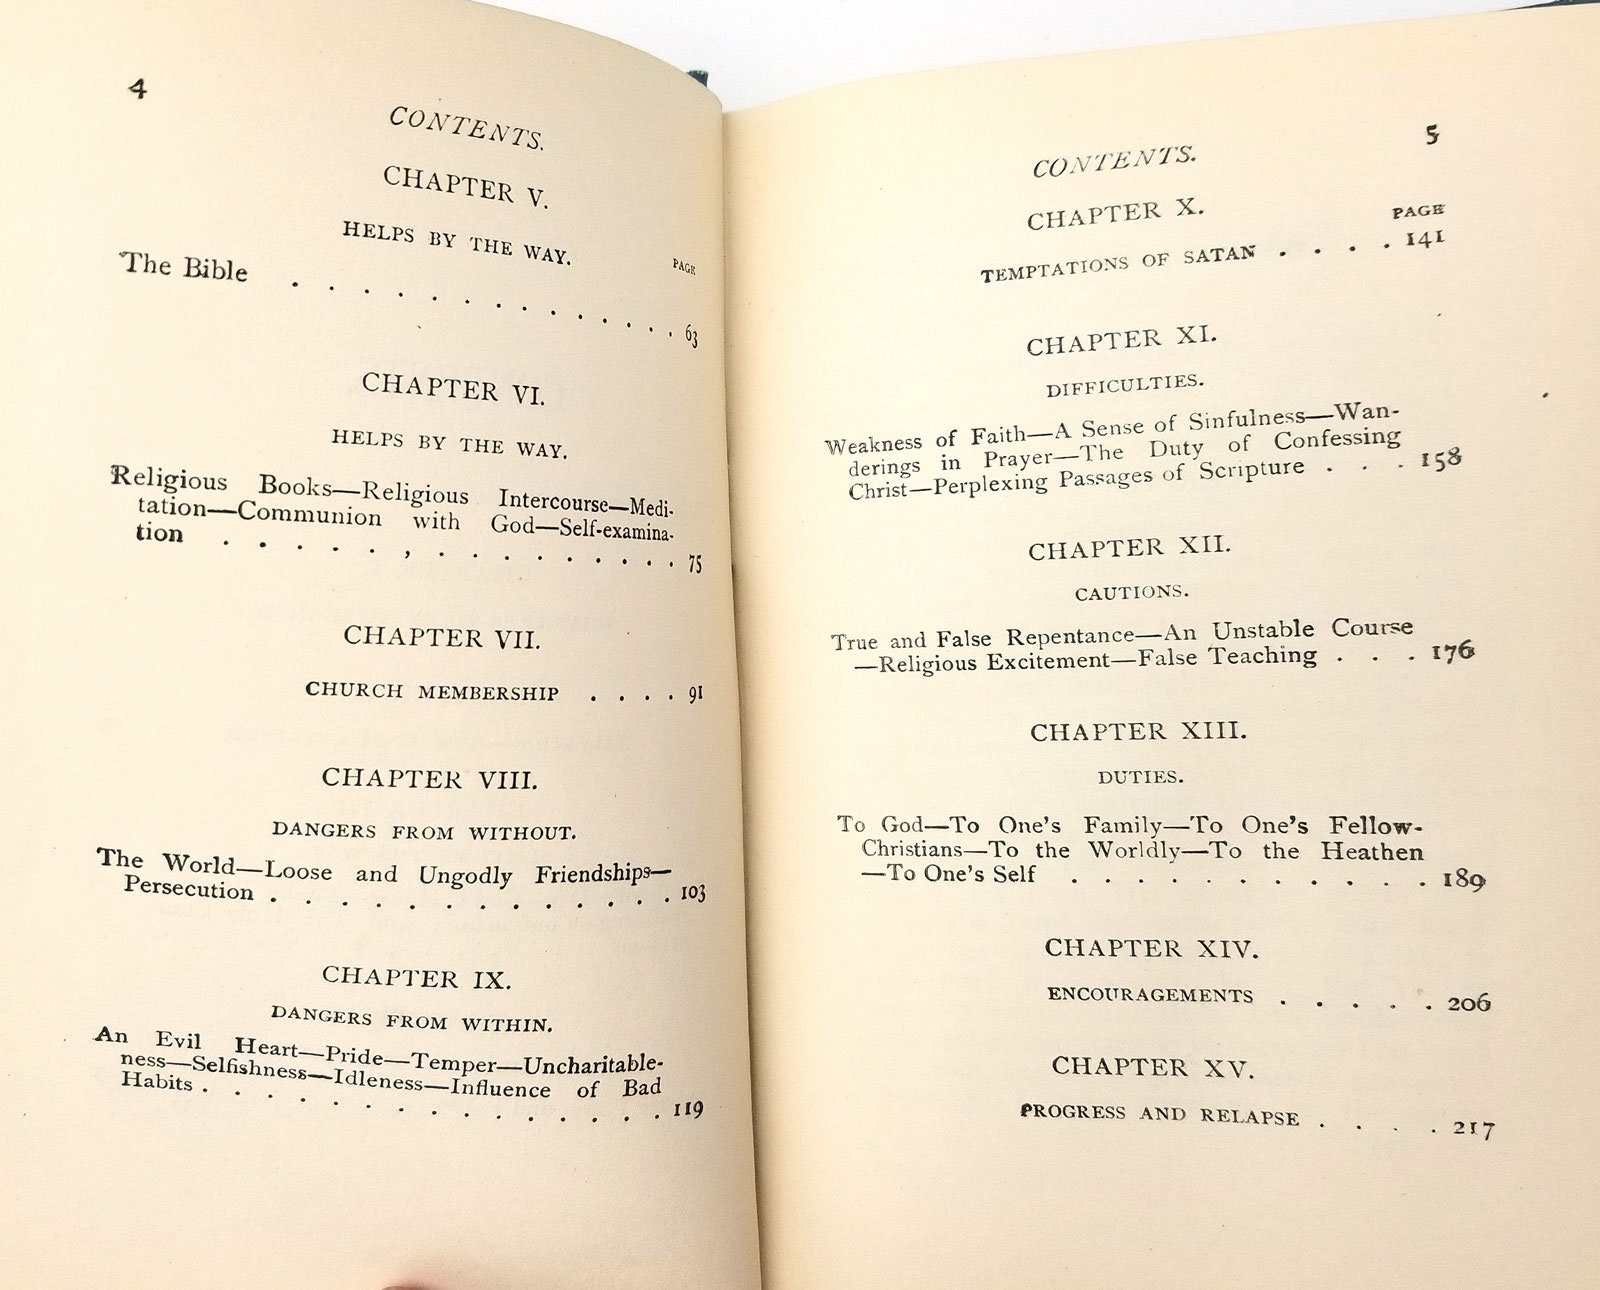 4
CONTENTS.
CHAPTER V.
HELPS BY THE WAY.
PAGE
The Bible . . . . . . . . . . . . . . 63
CHAPTER VI.
HELPS BY THE WAY.
Religious Books—Religious Intercourse—Medi-
tation—Communion with God—Self-examina-
tion . . . . . , . . . . . . . . 75
CHAPTER VII.
CHURCH MEMBERSHIP . . . . 91
CHAPTER VIII.
DANGERS FROM WITHOUT.
The World—Loose and Ungodly Friendships—
Persecution . . . . . . . . . . . . 103
CHAPTER IX.
DANGERS FROM WITHIN.
An Evil Heart—Pride—Temper—Uncharitable-
ness—Selfishness—Idleness—Influence of Bad
Habits . . . . . . . . . . . . . . 119
5
CONTENTS.
CHAPTER X.
PAGE
TEMPTATIONS OF SATAN . . . . 141
CHAPTER XI.
DIFFICULTIES.
Weakness of Faith—A Sense of Sinfulness—Wan-
derings in Prayer—The Duty of Confessing
Christ—Perplexing Passages of Scripture . . . 158
CHAPTER XII.
CAUTIONS.
True and False Repentance—An Unstable Course
—Religious Excitement—False Teaching . . . 176
CHAPTER XIII.
DUTIES.
To God—To One's Family—To One's Fellow-
Christians—To the Worldly—To the Heathen
—To One's Self . . . . . . . . . . . 189
CHAPTER XIV.
ENCOURAGEMENTS . . . . . 206
CHAPTER XV.
PROGRESS AND RELAPSE . . . . 217